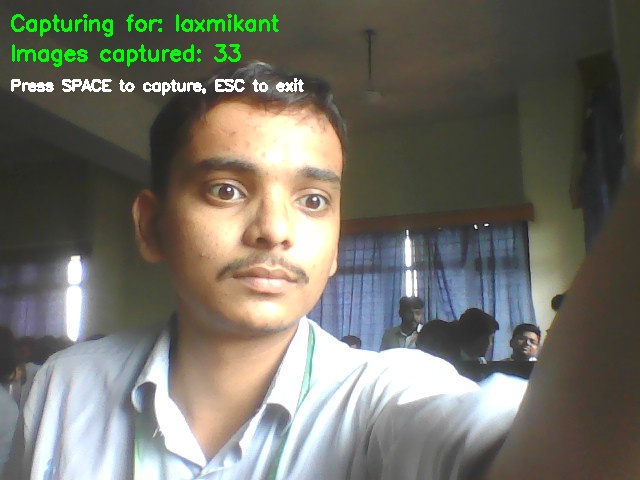 Capturing for: laxmikant
Images captured: 33
Press SPACE to capture, ESC to exit